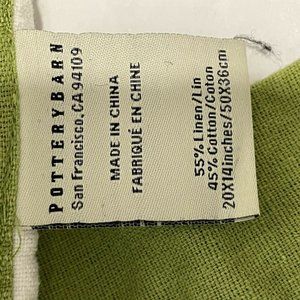 POTTERYBARN
San Francisco, CA 94109
MADE IN CHINA
FABRIQUÉ EN CHINE
55% Linen/Lin
45% Cotton/Coton
20X14inches/50X36cm